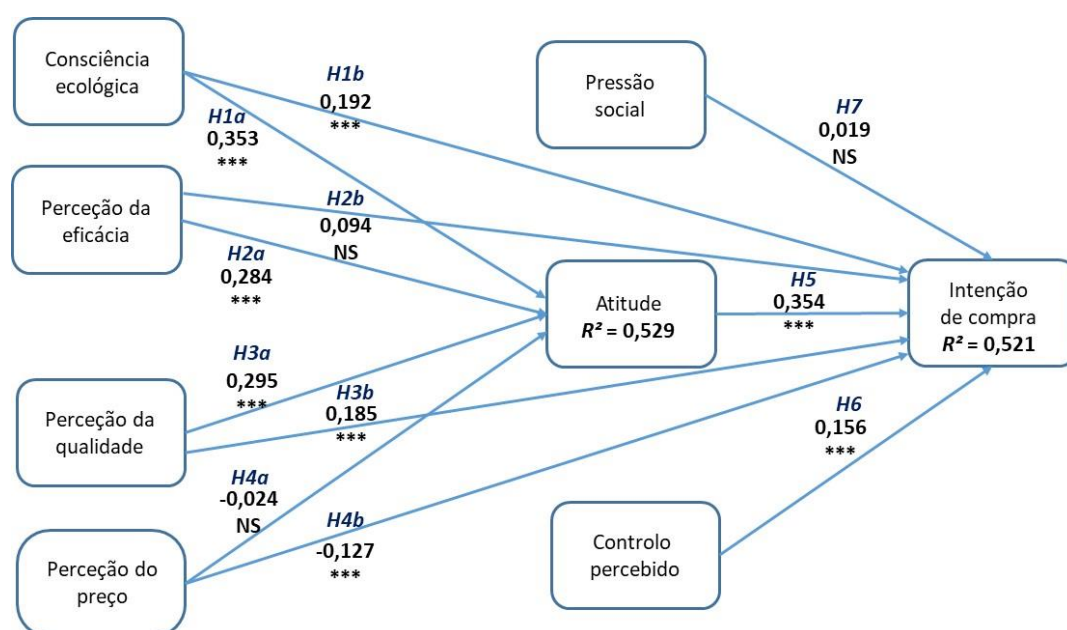 Consciência
ecológica
H1a
0,353
***
H1b
0,192
***
Pressão
social
H7
0,019
NS
Perceção da
eficácia
H2b
0,094
NS
H2a
0,284
***
Atitude
R² = 0,529
H5
0,354
***
Intenção
de compra
R² = 0,521
H3a
0,295
***
Perceção da
qualidade
H3b
0,185
***
H6
0,156
***
H4a
-0,024
NS
H4b
-0,127
***
Perceção do
preço
Controlo
percebido